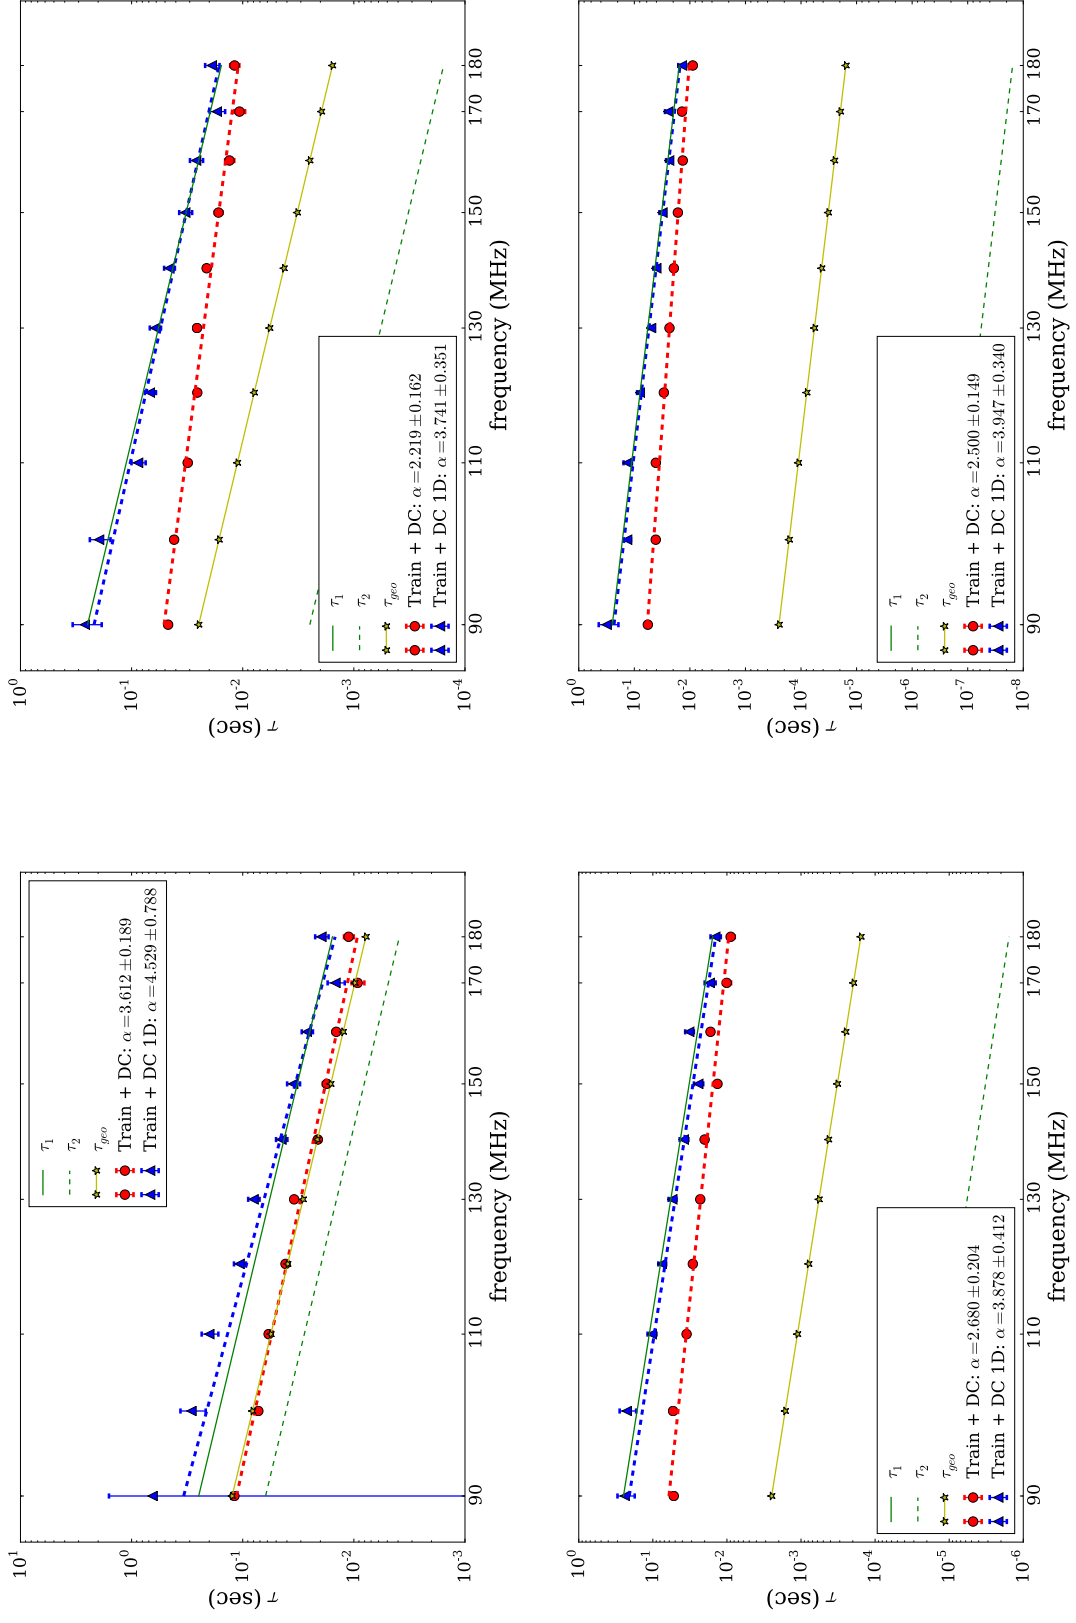 10¹
10⁰
10⁻¹
10⁻²
10⁻³
τ (sec)
τ₁
τ₂
τ_geo
Train + DC: α=3.612±0.189
Train + DC 1D: α=4.529±0.788
90 110 130 150 170 180
frequency (MHz)
10⁰
10⁻¹
10⁻²
10⁻³
10⁻⁴
τ (sec)
τ₁
τ₂
τ_geo
Train + DC: α=2.219±0.162
Train + DC 1D: α=3.741±0.351
90 110 130 150 170 180
frequency (MHz)
10⁰
10⁻¹
10⁻²
10⁻³
10⁻⁴
10⁻⁵
10⁻⁶
τ (sec)
τ₁
τ₂
τ_geo
Train + DC: α=2.680±0.204
Train + DC 1D: α=3.878±0.412
90 110 130 150 170 180
frequency (MHz)
10⁰
10⁻¹
10⁻²
10⁻³
10⁻⁴
10⁻⁵
10⁻⁶
10⁻⁷
10⁻⁸
τ (sec)
τ₁
τ₂
τ_geo
Train + DC: α=2.500±0.149
Train + DC 1D: α=3.947±0.340
90 110 130 150 170 180
frequency (MHz)